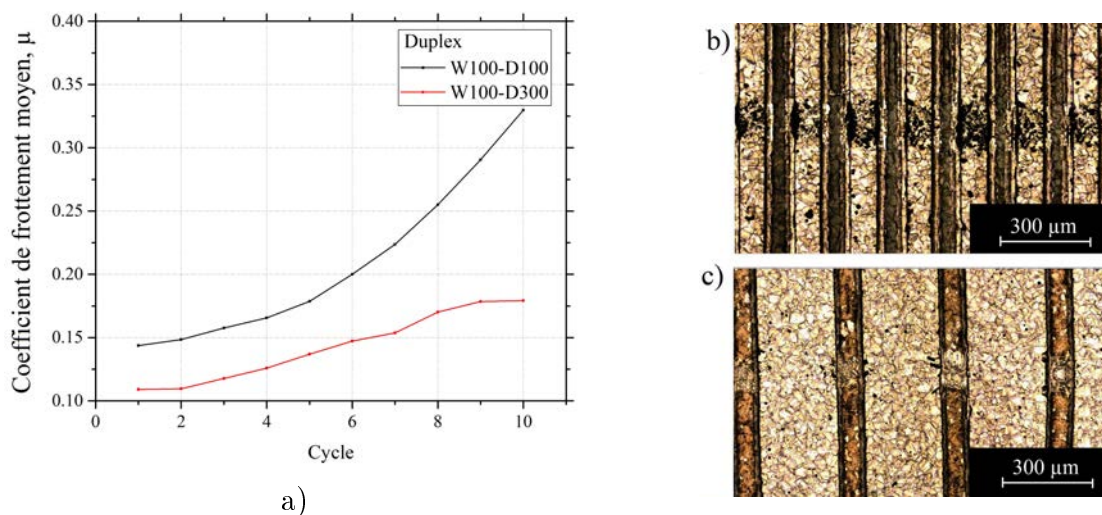 0.40
0.35
0.30
0.25
0.20
0.15
0.10
Coefficient de frottement moyen, μ
Duplex
W100-D100
W100-D300
0 2 4 6 8 10
Cycle
a)
b)
300 μm
c)
300 μm